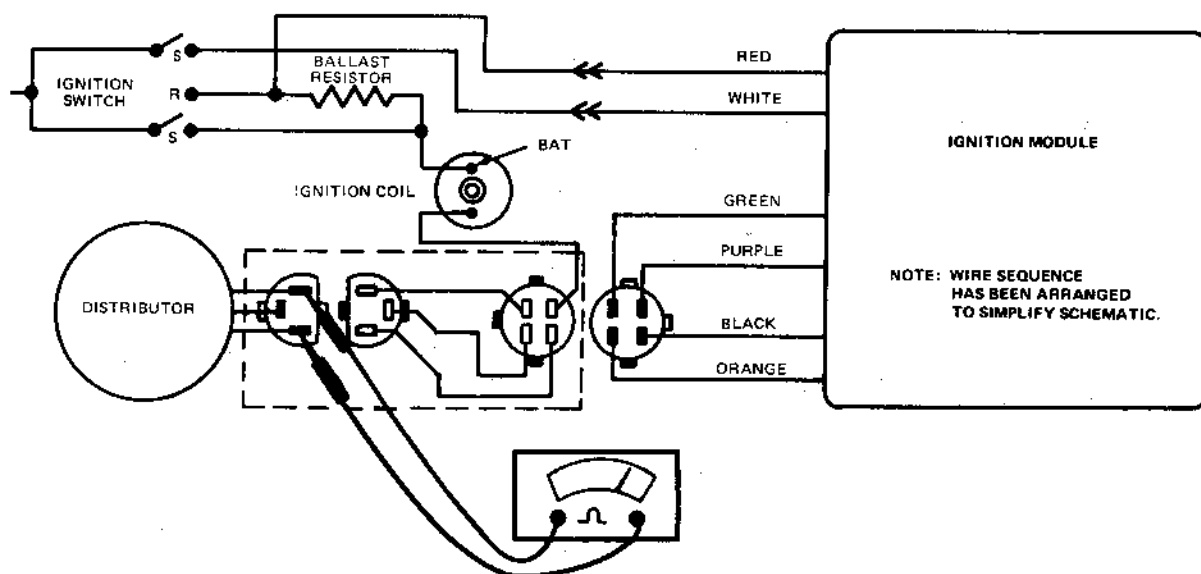 S
RED
BALLAST
RESISTOR
IGNITION
SWITCH
R
WHITE
S
IGNITION MODULE
BAT
IGNITION COIL
GREEN
PURPLE
DISTRIBUTOR
NOTE: WIRE SEQUENCE
HAS BEEN ARRANGED
TO SIMPLIFY SCHEMATIC.
BLACK
ORANGE
Ω